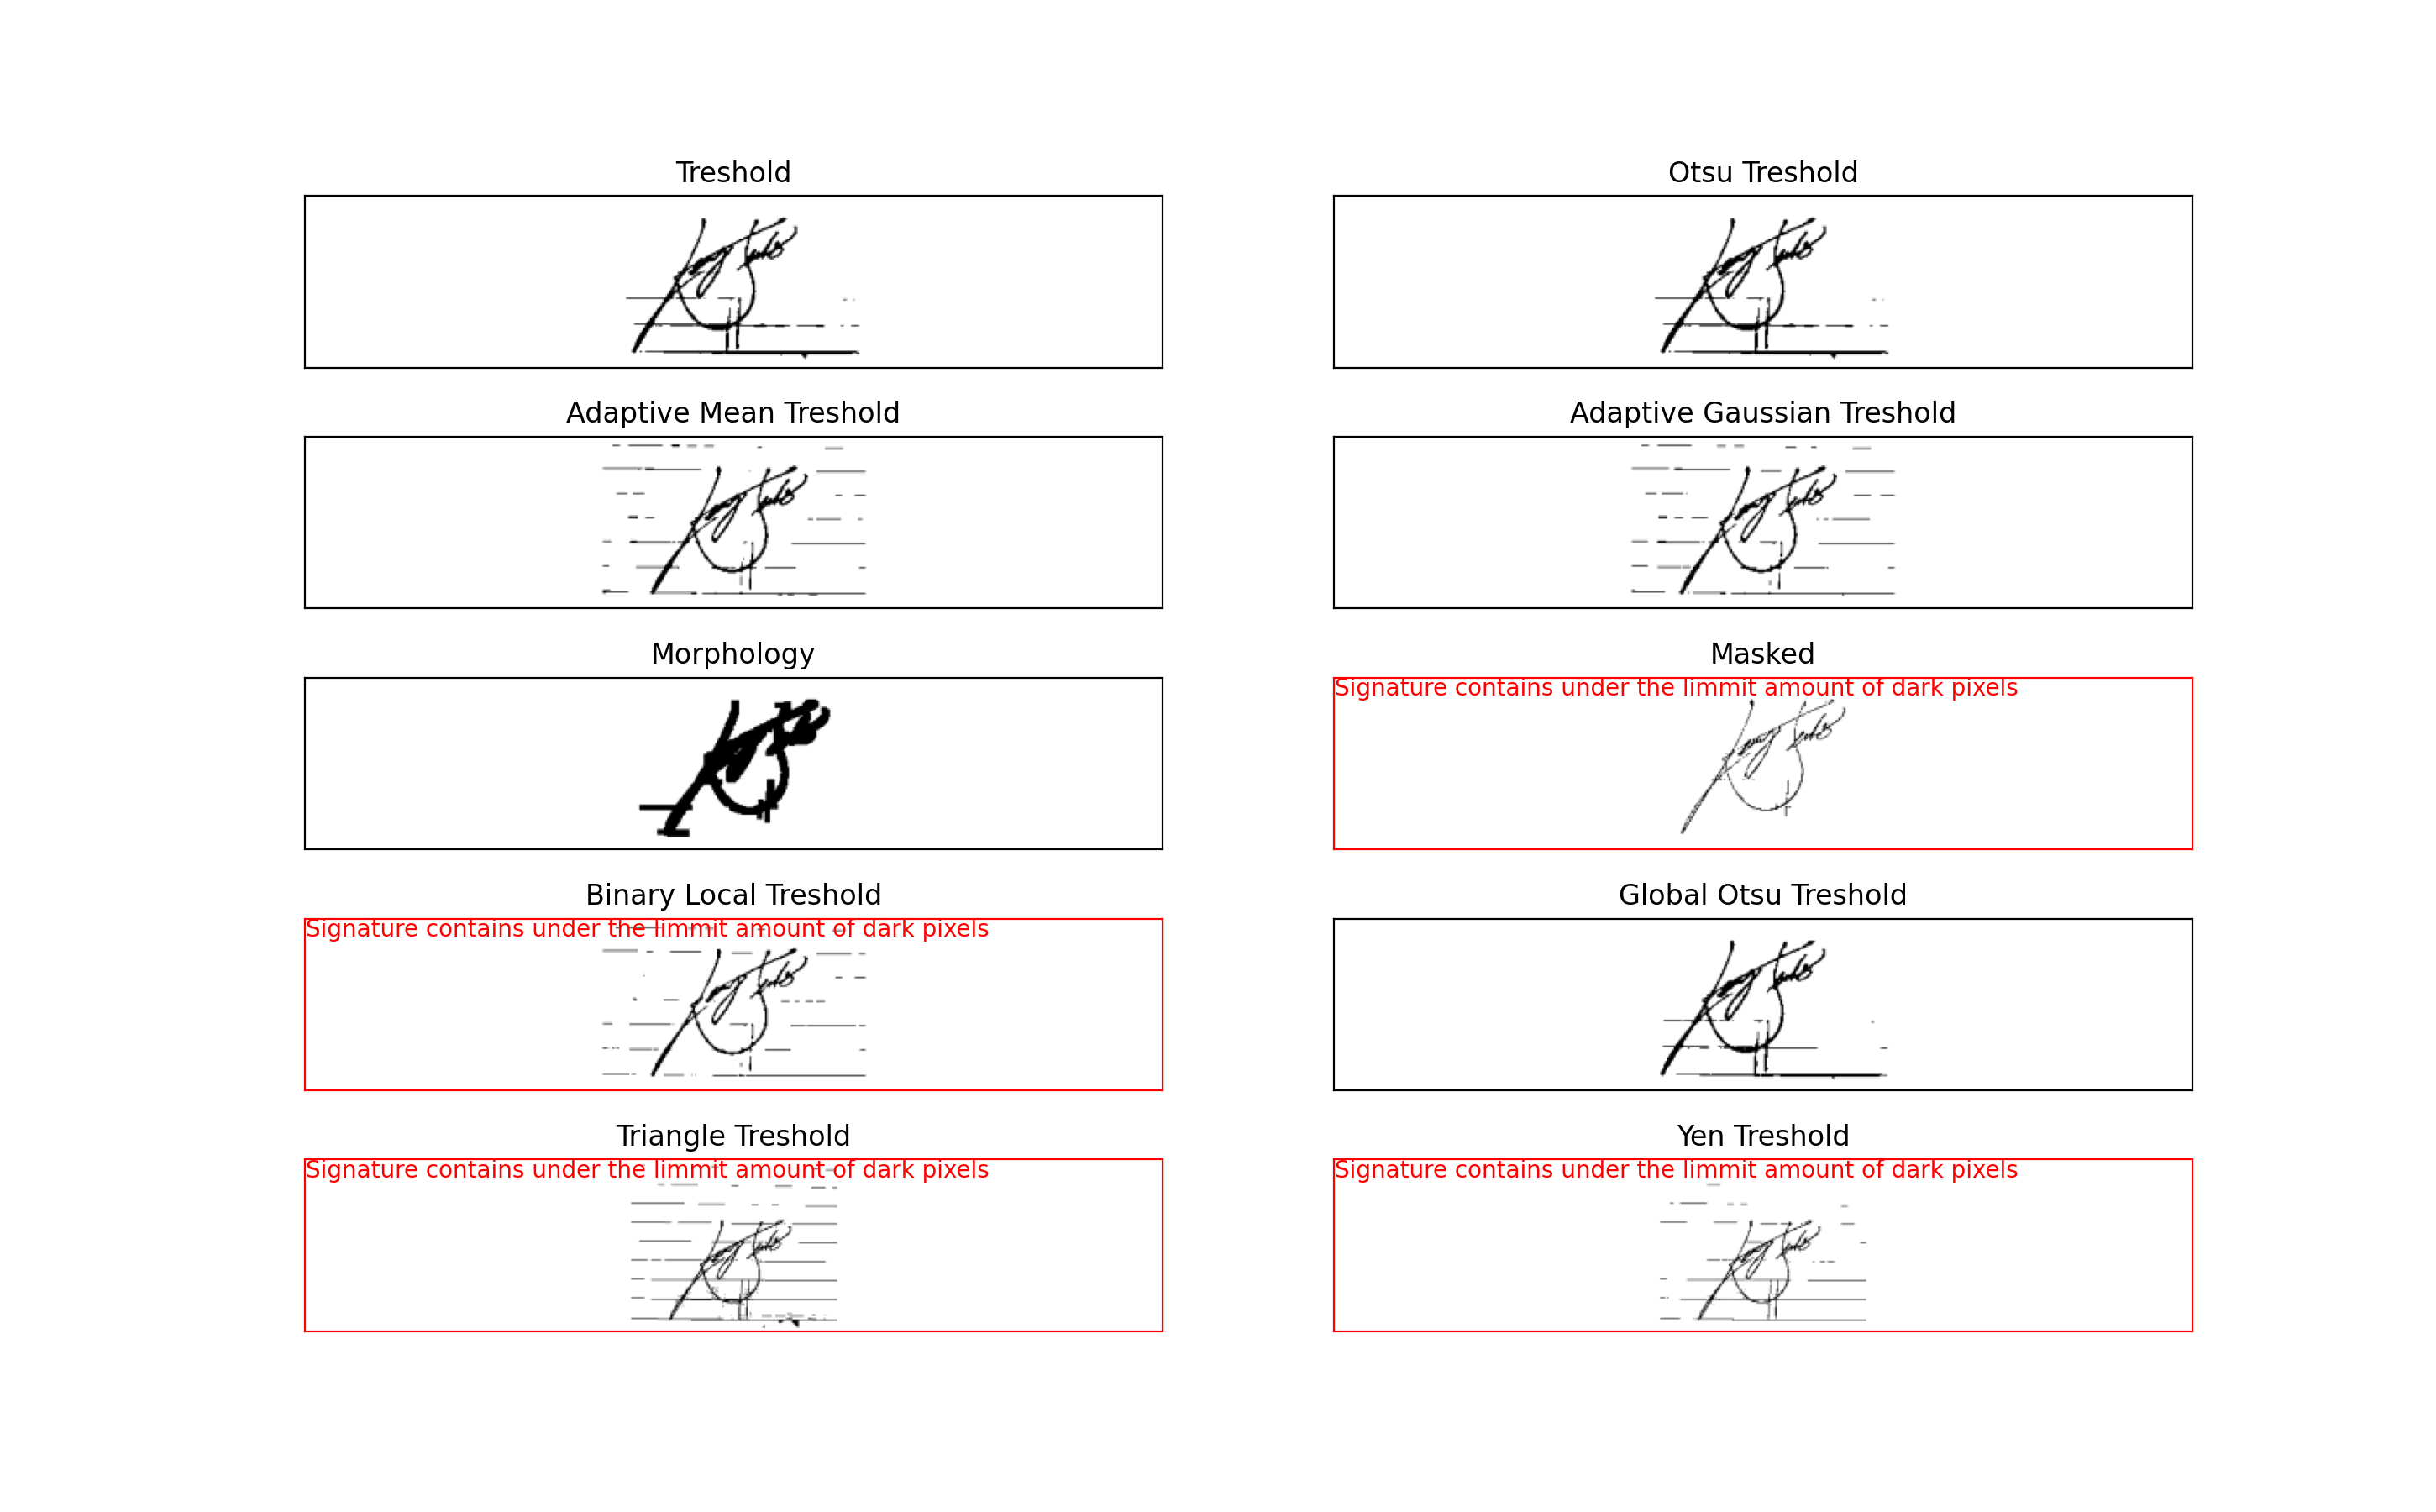 Treshold
Otsu Treshold
Adaptive Mean Treshold
Adaptive Gaussian Treshold
Morphology
Masked
Signature contains under the limmit amount of dark pixels
Binary Local Treshold
Signature contains under the limmit amount of dark pixels
Global Otsu Treshold
Triangle Treshold
Signature contains under the limmit amount of dark pixels
Yen Treshold
Signature contains under the limmit amount of dark pixels